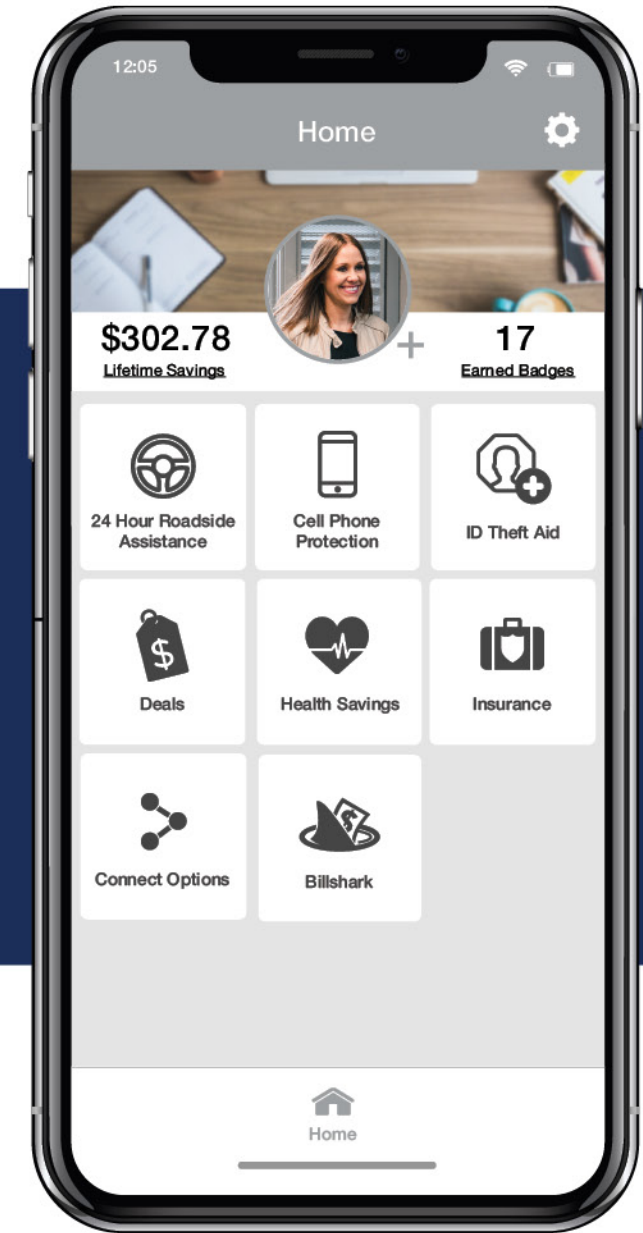 12:05
Home
$302.78
Lifetime Savings
17
Earned Badges
24 Hour Roadside
Assistance
Cell Phone
Protection
ID Theft Aid
$
Deals
Health Savings
Insurance
Connect Options
$
Billshark
Home